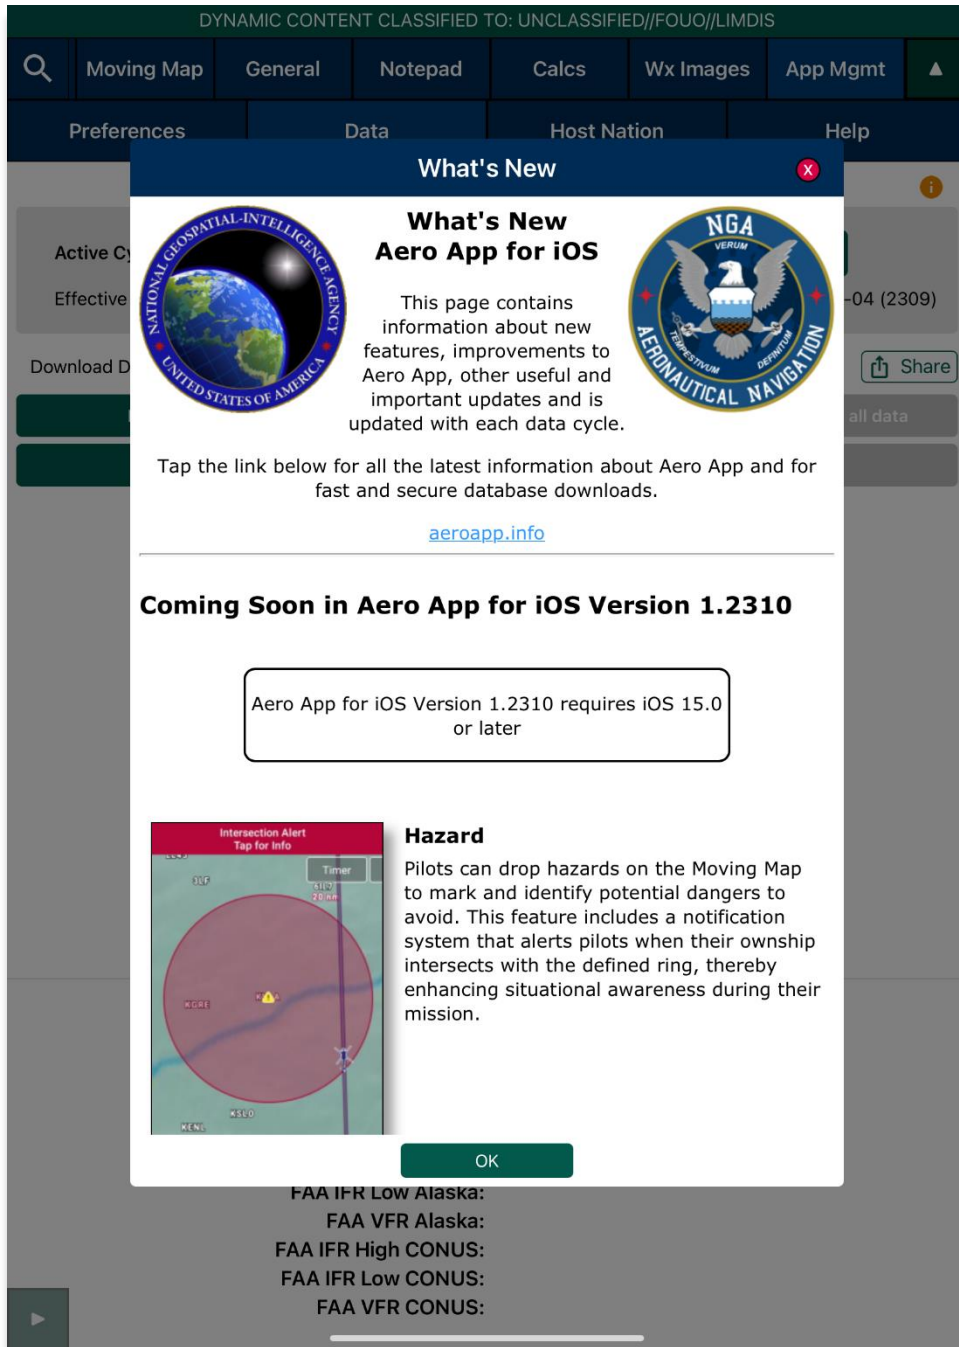 DYNAMIC CONTENT CLASSIFIED TO: UNCLASSIFIED//FOUO//LIMDIS
Moving Map General Notepad Calcs Wx Images App Mgmt
Preferences Data Host Nation Help
What's New X
NATIONAL GEOSPATIAL-INTELLIGENCE AGENCY
UNITED STATES OF AMERICA
What's New
Aero App for iOS
This page contains
information about new
features, improvements to
Aero App, other useful and
important updates and is
updated with each data cycle.
NGA
VERUM
TEMPESTIVUM
DEFINITUM
AERONAUTICAL NAVIGATION
Active
Effective
-04 (2309)
Download
Share
all data
Tap the link below for all the latest information about Aero App and for
fast and secure database downloads.
aeroapp.info
Coming Soon in Aero App for iOS Version 1.2310
Aero App for iOS Version 1.2310 requires iOS 15.0
or later
Intersection Alert
Tap for Info
Timer
3LF
20 nm
KGRE
KSLO
KENL
Hazard
Pilots can drop hazards on the Moving Map
to mark and identify potential dangers to
avoid. This feature includes a notification
system that alerts pilots when their ownship
intersects with the defined ring, thereby
enhancing situational awareness during their
mission.
OK
FAA IFR Low Alaska:
FAA VFR Alaska:
FAA IFR High CONUS:
FAA IFR Low CONUS:
FAA VFR CONUS: